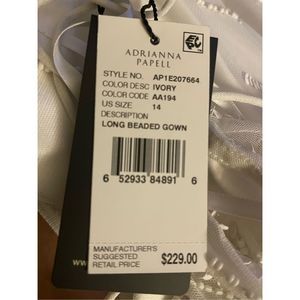 ADRIANNA
PAPELL
STYLE NO. AP1E207664
COLOR DESC IVORY
COLOR CODE AA194
US SIZE 14
DESCRIPTION
LONG BEADED GOWN
6 52933 84891 6
MANUFACTURER'S
SUGGESTED
RETAIL PRICE $229.00